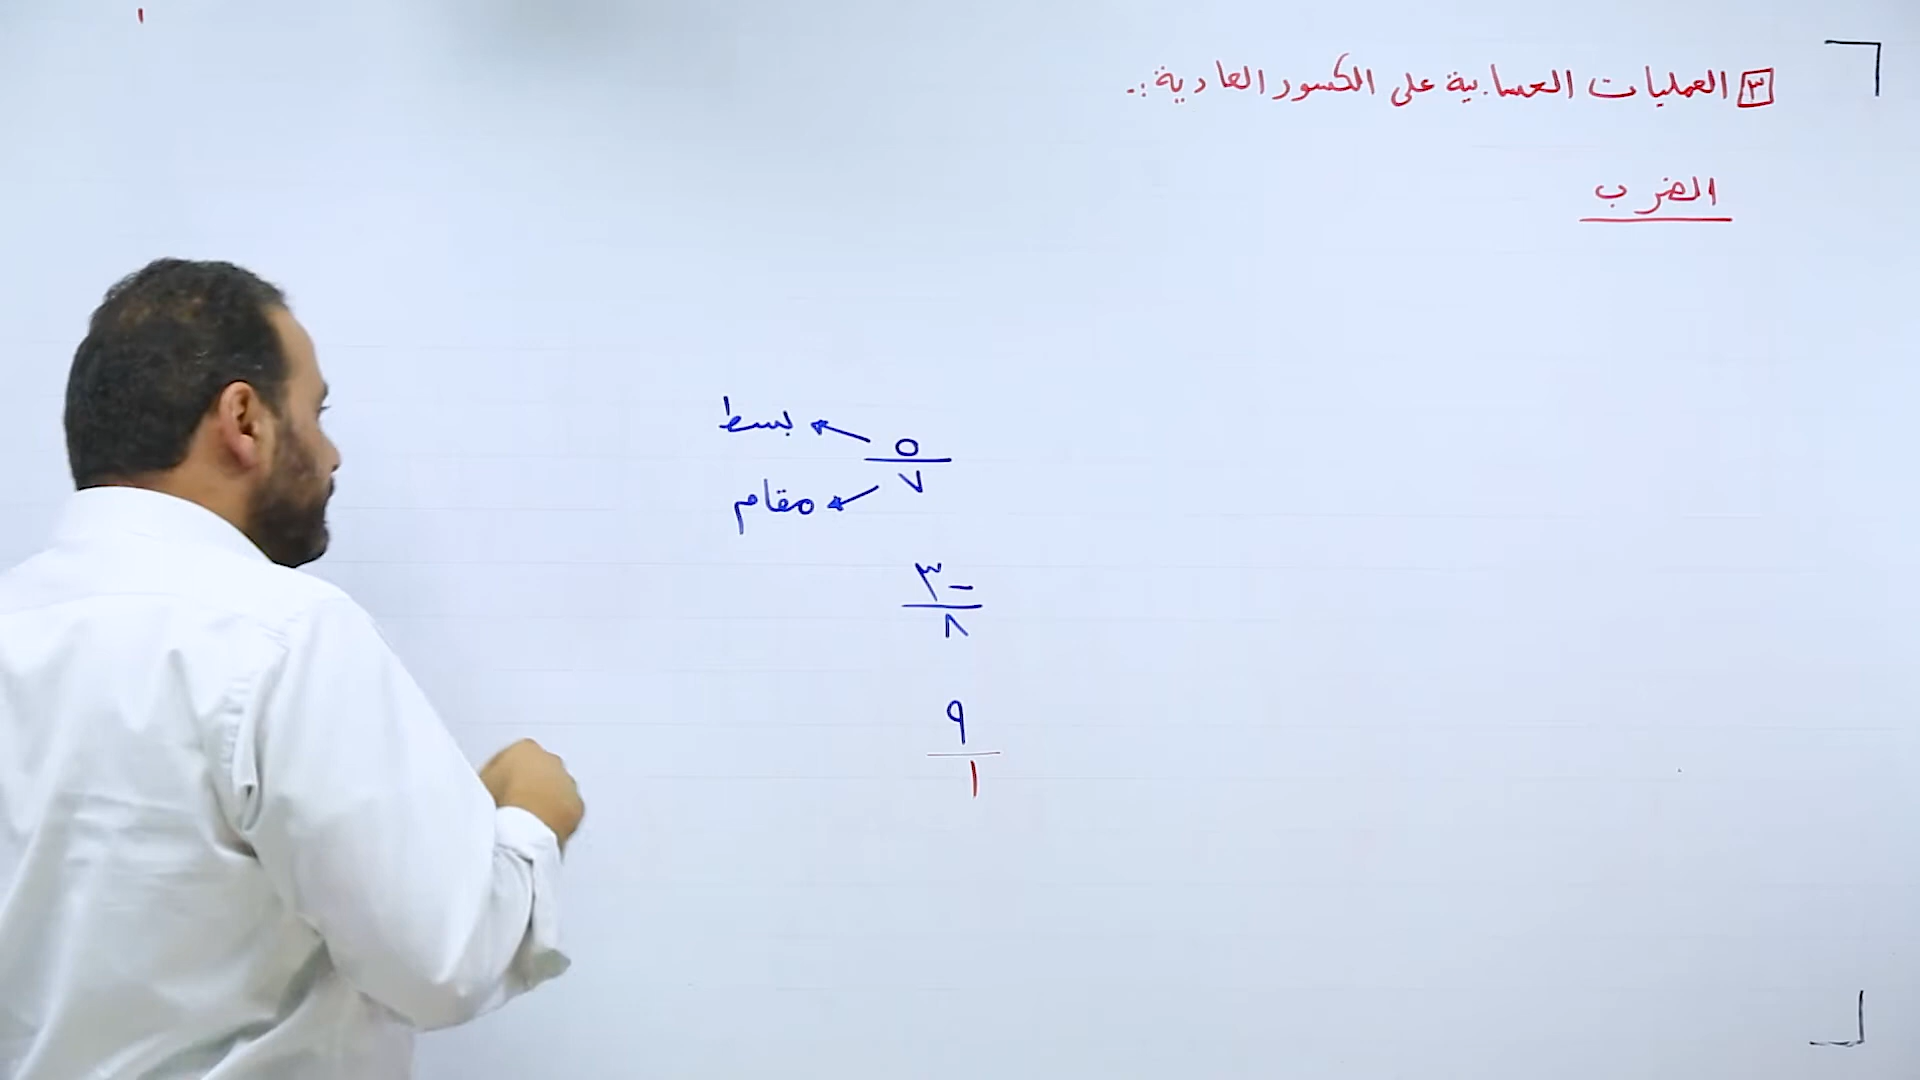 ٣ العمليات الحسابية على الكسور العادية :-
الضرب
٥ بسط
٧ مقام
-٣
٨
٩
١